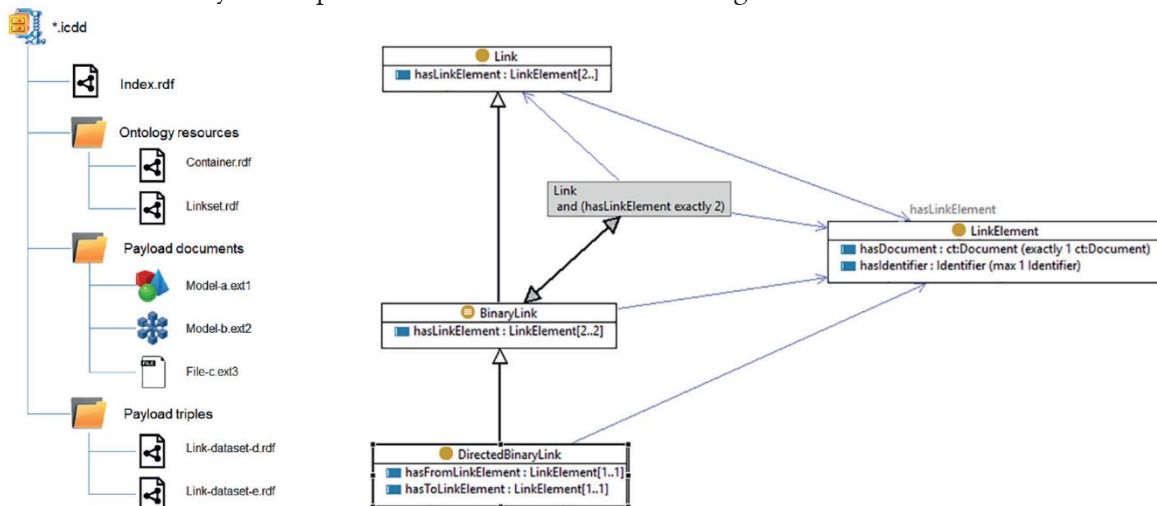 *.icdd
Index.rdf
Ontology resources
Container.rdf
Linkset.rdf
Payload documents
Model-a.ext1
Model-b.ext2
FILE
File-c.ext3
Payload triples
Link-dataset-d.rdf
Link-dataset-e.rdf
Link
hasLinkElement : LinkElement[2..]
Link
and (hasLinkElement exactly 2)
hasLinkElement
LinkElement
hasDocument : ct:Document (exactly 1 ct:Document)
hasIdentifier : Identifier (max 1 Identifier)
BinaryLink
hasLinkElement : LinkElement[2..2]
DirectedBinaryLink
hasFromLinkElement : LinkElement[1..1]
hasToLinkElement : LinkElement[1..1]